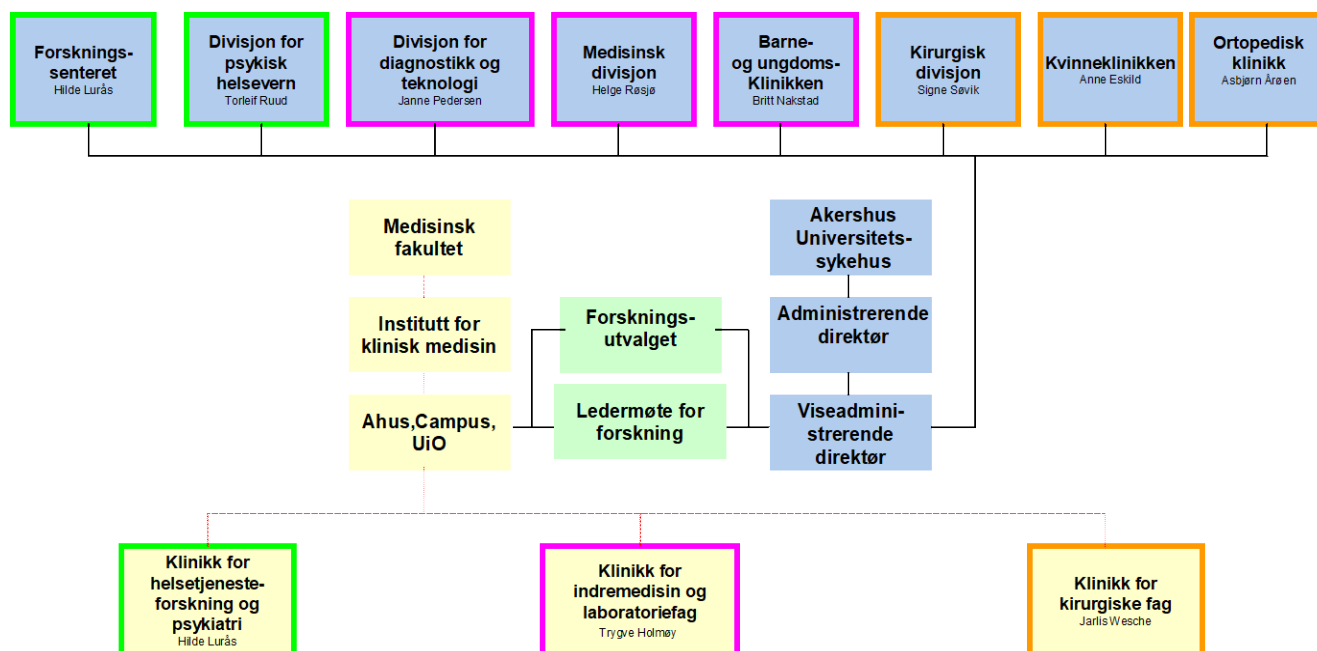 Forsknings-
senteret
Hilde Lurås
Divisjon for
psykisk
helsevern
Torleif Ruud
Divisjon for
diagnostikk og
teknologi
Janne Pedersen
Medisinsk
divisjon
Helge Røsjø
Barne-
og ungdoms-
Klinikken
Britt Nakstad
Kirurgisk
divisjon
Signe Søvik
Kvinneklinikken
Anne Eskild
Ortopedisk
klinikk
Asbjørn Årøen
Medisinsk
fakultet
Akershus
Universitets-
sykehus
Institutt for
klinisk medisin
Forsknings-
utvalget
Administrerende
direktør
Ahus,Campus,
UiO
Ledermøte for
forskning
Viseadmini-
strerende
direktør
Klinikk for
helsetjeneste-
forskning og
psykiatri
Hilde Lurås
Klinikk for
indremedisin og
laboratoriefag
Trygve Holmøy
Klinikk for
kirurgiske fag
Jarlis Wesche